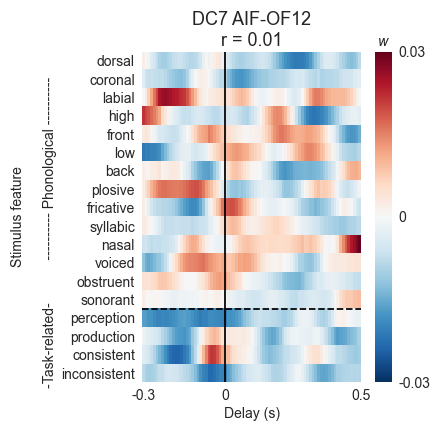 DC7 AIF-OF12
r = 0.01
w
dorsal
coronal
labial
high
front
low
back
plosive
fricative
syllabic
nasal
voiced
obstruent
sonorant
perception
production
consistent
inconsistent
Stimulus feature
---------- Phonological ----------
-Task-related-
0.03
0
-0.03
-0.3
0
0.5
Delay (s)